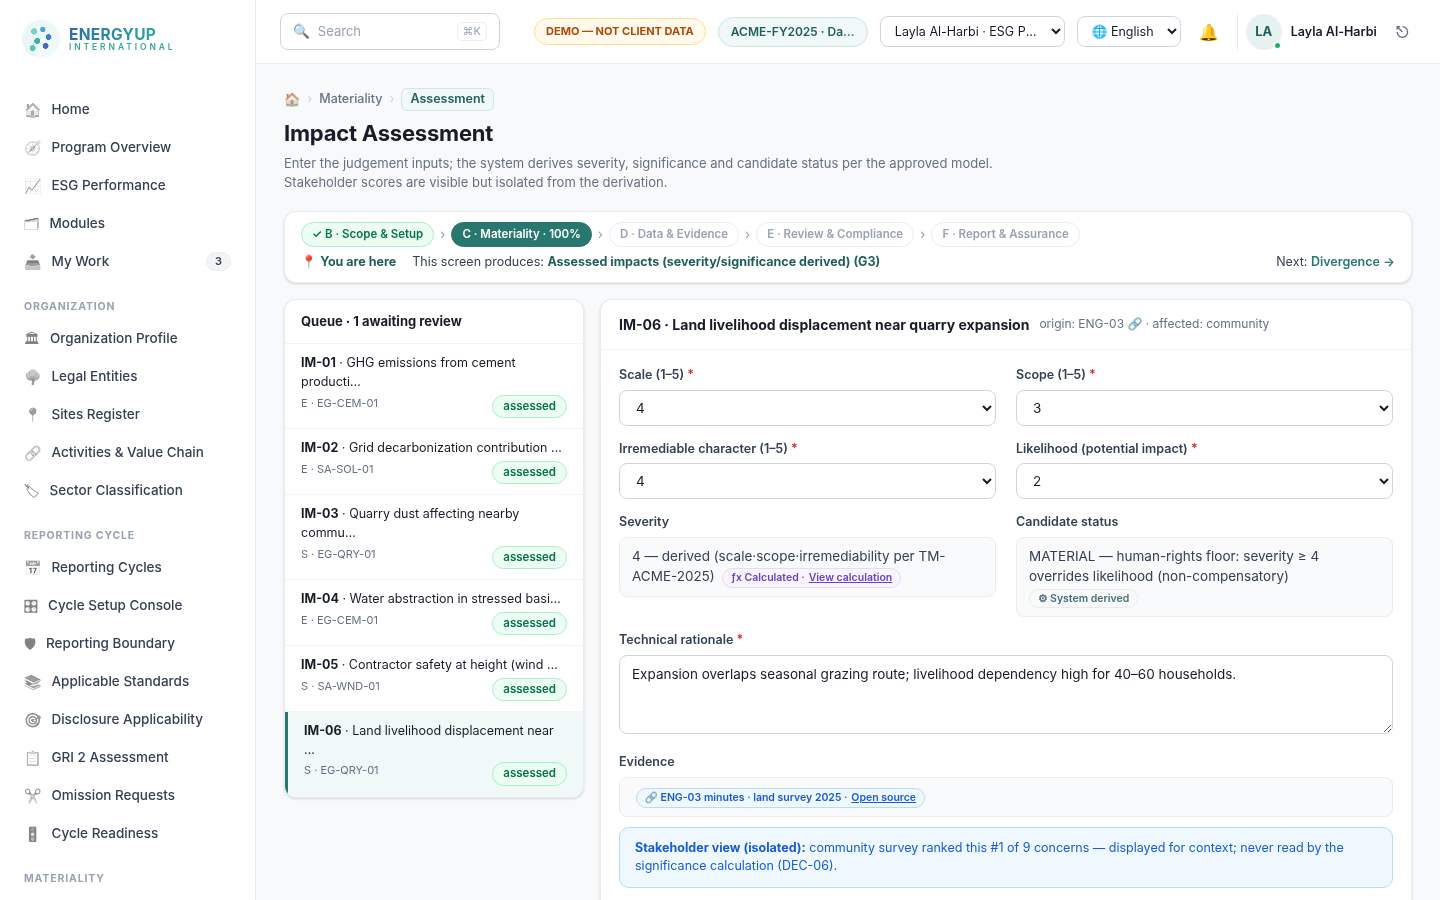 ENERGYUP
INTERNATIONAL
Search
⌘K
DEMO — NOT CLIENT DATA
ACME-FY2025 · Da...
Layla Al-Harbi · ESG P...
English
LA
Layla Al-Harbi
Home
Program Overview
ESG Performance
Modules
My Work
3
ORGANIZATION
Organization Profile
Legal Entities
Sites Register
Activities & Value Chain
Sector Classification
REPORTING CYCLE
Reporting Cycles
Cycle Setup Console
Reporting Boundary
Applicable Standards
Disclosure Applicability
GRI 2 Assessment
Omission Requests
Cycle Readiness
MATERIALITY
› Materiality › Assessment
Impact Assessment
Enter the judgement inputs; the system derives severity, significance and candidate status per the approved model.
Stakeholder scores are visible but isolated from the derivation.
✓ B · Scope & Setup › C · Materiality · 100% › D · Data & Evidence › E · Review & Compliance › F · Report & Assurance
You are here This screen produces: Assessed impacts (severity/significance derived) (G3)
Next: Divergence →
Queue · 1 awaiting review
IM-01 · GHG emissions from cement
producti...
E · EG-CEM-01
assessed
IM-02 · Grid decarbonization contribution ...
E · SA-SOL-01
assessed
IM-03 · Quarry dust affecting nearby
commu...
S · EG-QRY-01
assessed
IM-04 · Water abstraction in stressed basi...
E · EG-CEM-01
assessed
IM-05 · Contractor safety at height (wind ...
S · SA-WND-01
assessed
IM-06 · Land livelihood displacement near
...
S · EG-QRY-01
assessed
IM-06 · Land livelihood displacement near quarry expansion
origin: ENG-03 · affected: community
Scale (1–5) *
4
Scope (1–5) *
3
Irremediable character (1–5) *
4
Likelihood (potential impact) *
2
Severity
4 — derived (scale·scope·irremediability per TM-
ACME-2025) ƒx Calculated · View calculation
Candidate status
MATERIAL — human-rights floor: severity ≥ 4
overrides likelihood (non-compensatory)
System derived
Technical rationale *
Expansion overlaps seasonal grazing route; livelihood dependency high for 40–60 households.
Evidence
ENG-03 minutes · land survey 2025 · Open source
Stakeholder view (isolated): community survey ranked this #1 of 9 concerns — displayed for context; never read by the
significance calculation (DEC-06).